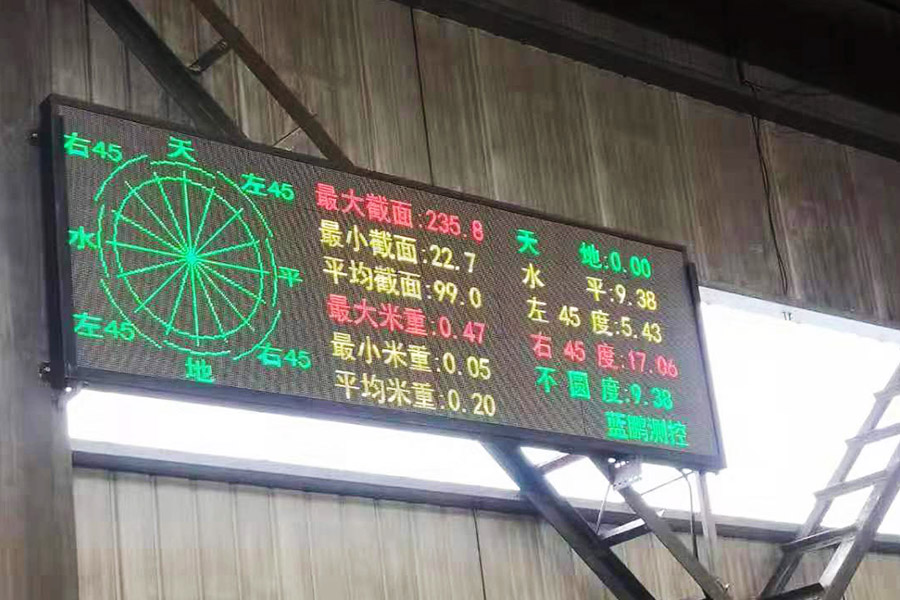 右45 天 左45
水 平
左45 地 右45
最大截面:235.8
最小截面:22.7
平均截面:99.0
最大米重:0.47
最小米重:0.05
平均米重:0.20
天 地:0.00
水 平:9.38
左 45 度:5.43
右 45 度:17.06
不 圆 度:9.38
蓝鹏测控